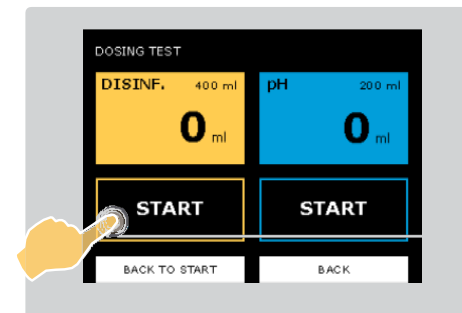 DOSING TEST
DISINF. 400 ml
0 ml
pH 200 ml
0 ml
START
START
BACK TO START
BACK